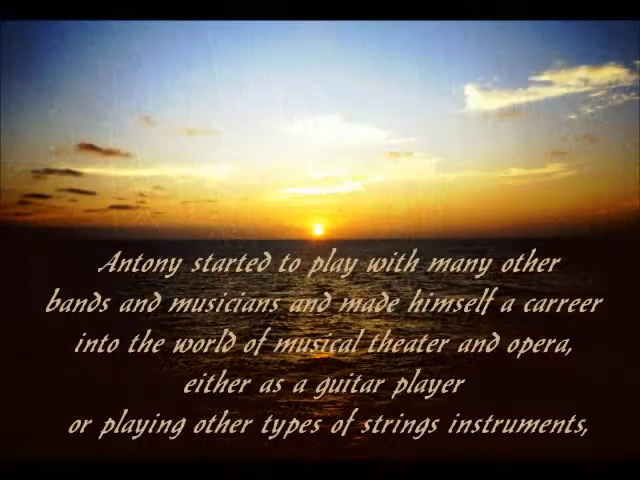 Antony started to play with many other
bands and musicians and made himself a carreer
into the world of musical theater and opera,
either as a guitar player
or playing other types of strings instruments,